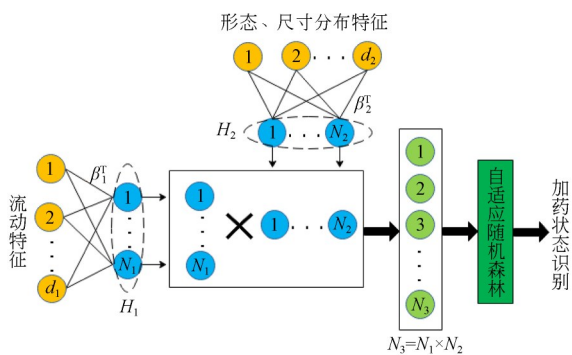 形态、尺寸分布特征
1 2 · · · d₂
β₂ᵀ
H₂ 1 · · · N₂
流动特征
1
2
·
·
·
d₁
β₁ᵀ
1
·
·
·
N₁
H₁
1
·
·
·
N₁
×
1 · · · N₂
1
2
3
·
·
·
N₃
N₃=N₁×N₂
自适应随机森林
加药状态识别